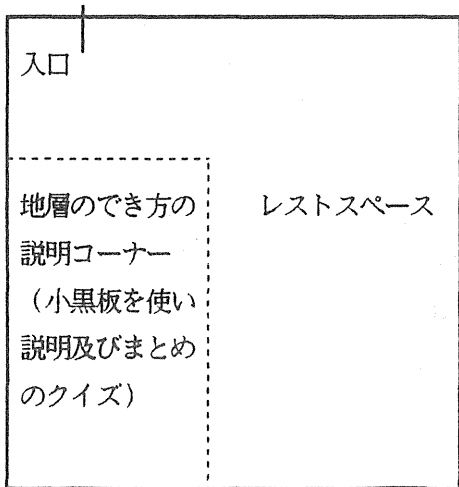 入口
地層のでき方の
レストスペース
説明コーナー
（小黒板を使い
説明及びまとめ
のクイズ）